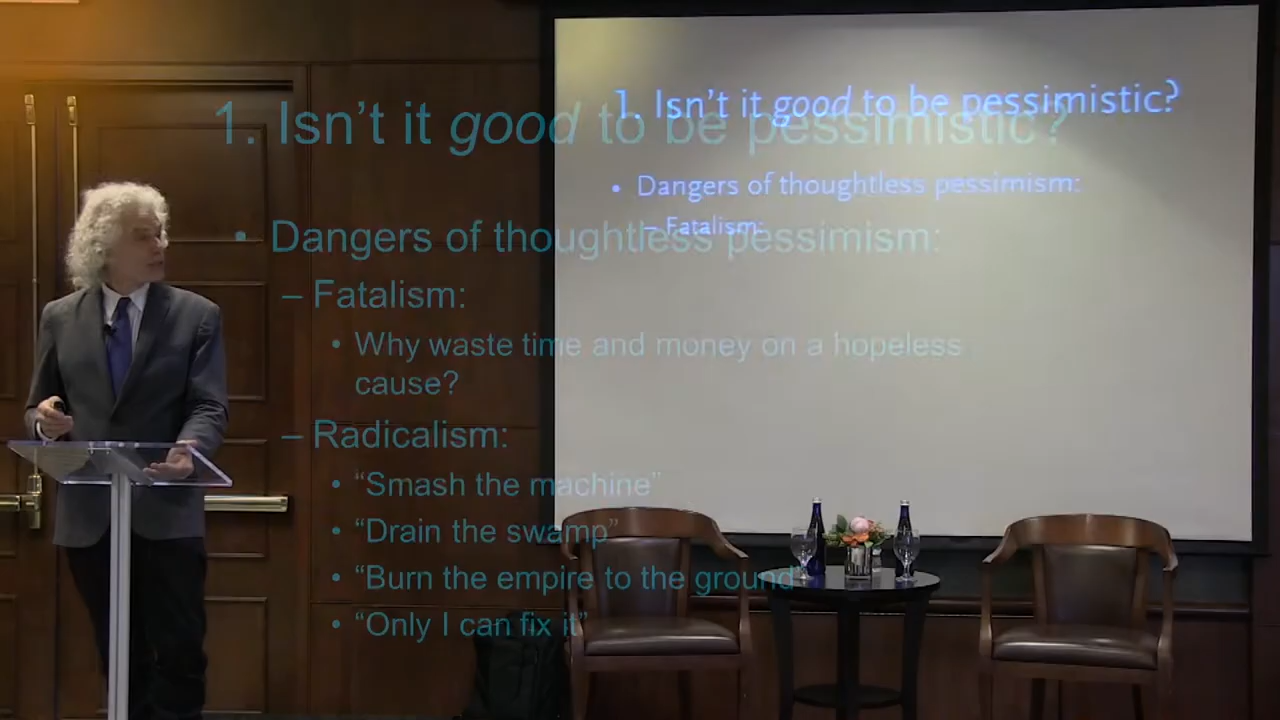 1. Isn't it good to be pessimistic?
• Dangers of thoughtless pessimism:
– Fatalism:
• Why waste time and money on a hopeless
cause?
– Radicalism:
• “Smash the machine”
• “Drain the swamp”
• “Burn the empire to the ground”
• “Only I can fix it”
1. Isn't it good to be pessimistic?
• Dangers of thoughtless pessimism:
– Fatalism: